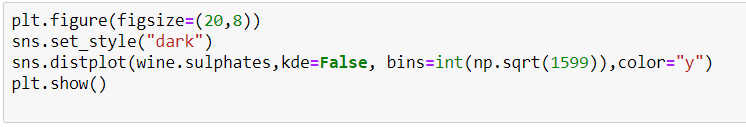 plt.figure(figsize=(20,8))
sns.set_style("dark")
sns.distplot(wine.sulphates,kde=False, bins=int(np.sqrt(1599)),color="y")
plt.show()